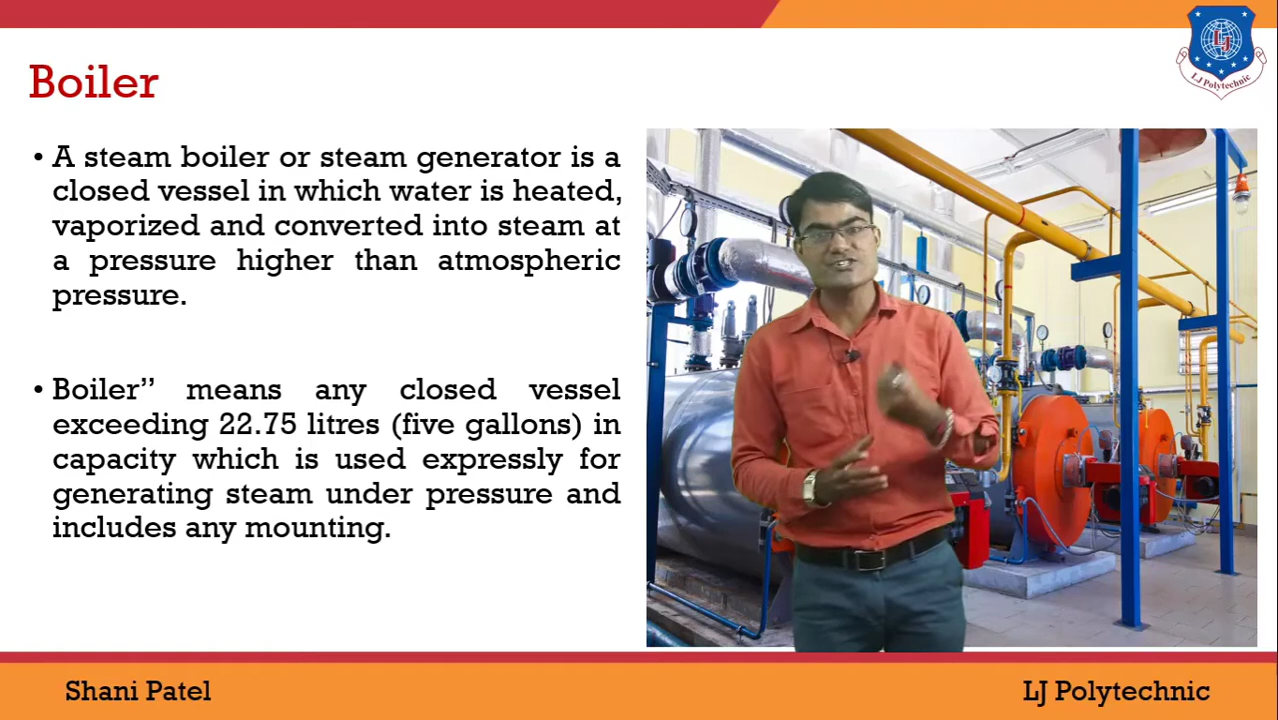 LJ
LJ Polytechnic
Boiler
• A steam boiler or steam generator is a
closed vessel in which water is heated,
vaporized and converted into steam at
a pressure higher than atmospheric
pressure.
• Boiler” means any closed vessel
exceeding 22.75 litres (five gallons) in
capacity which is used expressly for
generating steam under pressure and
includes any mounting.
Shani Patel
LJ Polytechnic